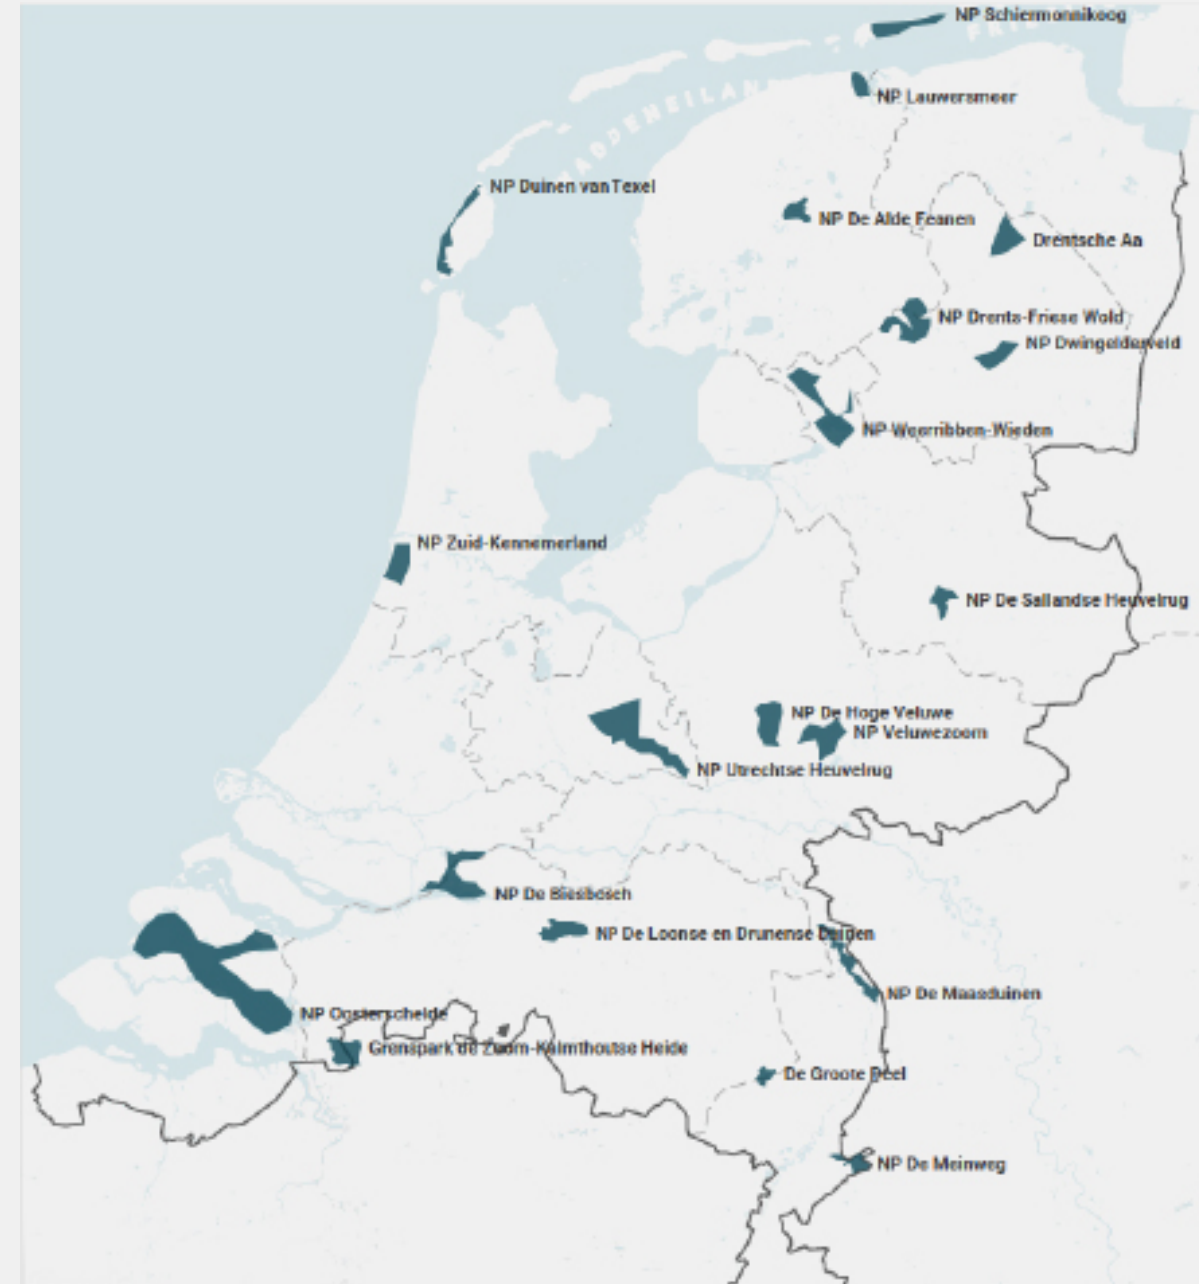 NP Schiermonnikoog
NP Lauwersmeer
WADDENEILAN
NP Duinen van Texel
NP De Alde Feanen
Drentsche Aa
NP Drents-Friese Wold
NP Dwingelderveld
NP Weerribben-Wieden
NP Zuid-Kennemerland
NP De Sallandse Heuvelrug
NP De Hoge Veluwe
NP Veluwezoom
NP Utrechtse Heuvelrug
NP De Biesbosch
NP De Loonse en Drunense Duinen
NP De Maasduinen
NP Oosterschelde
Grenspark de Zoom-Kalmthoutse Heide
De Groote Peel
NP De Meinweg